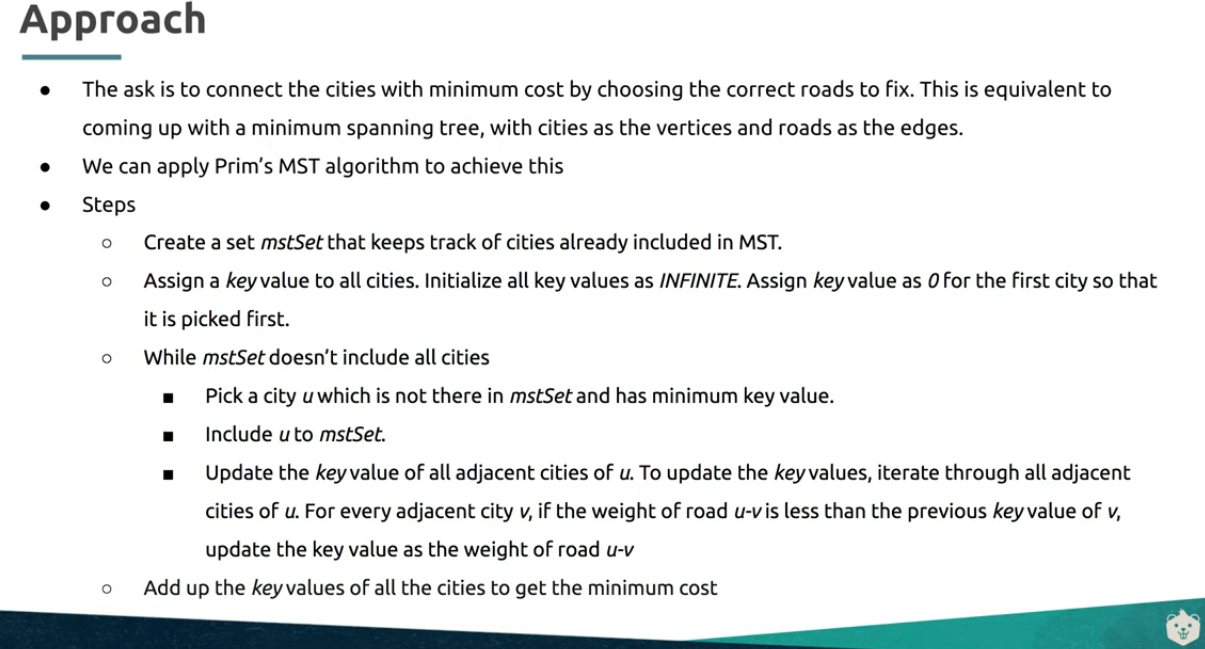 Approach
● The ask is to connect the cities with minimum cost by choosing the correct roads to fix. This is equivalent to
coming up with a minimum spanning tree, with cities as the vertices and roads as the edges.
● We can apply Prim’s MST algorithm to achieve this
● Steps
○ Create a set mstSet that keeps track of cities already included in MST.
○ Assign a key value to all cities. Initialize all key values as INFINITE. Assign key value as 0 for the first city so that
it is picked first.
○ While mstSet doesn’t include all cities
■ Pick a city u which is not there in mstSet and has minimum key value.
■ Include u to mstSet.
■ Update the key value of all adjacent cities of u. To update the key values, iterate through all adjacent
cities of u. For every adjacent city v, if the weight of road u-v is less than the previous key value of v,
update the key value as the weight of road u-v
○ Add up the key values of all the cities to get the minimum cost